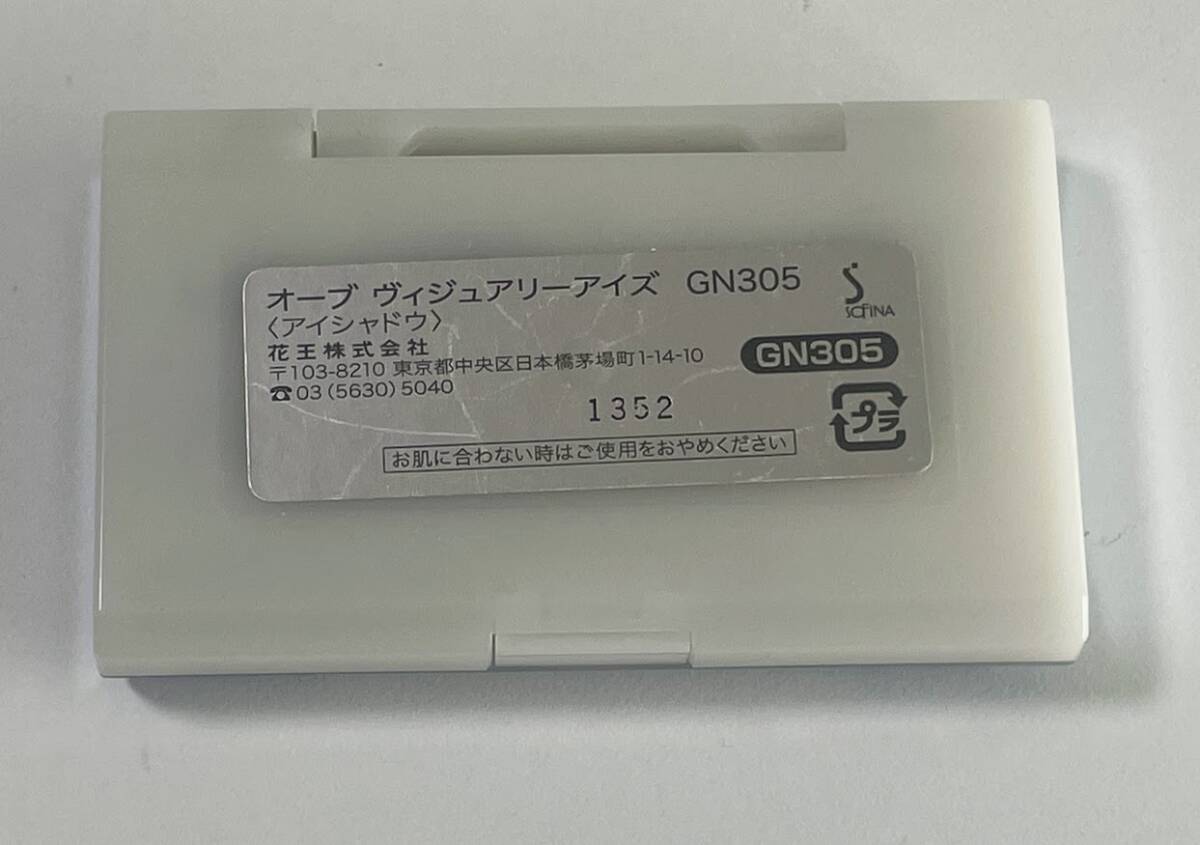 オーブ ヴィジュアリーアイズ GN305
〈アイシャドウ〉
花王株式会社
〒103-8210 東京都中央区日本橋茅場町1-14-10
☎03(5630)5040
SOFINA
GN305
1352
プラ
お肌に合わない時はご使用をおやめください